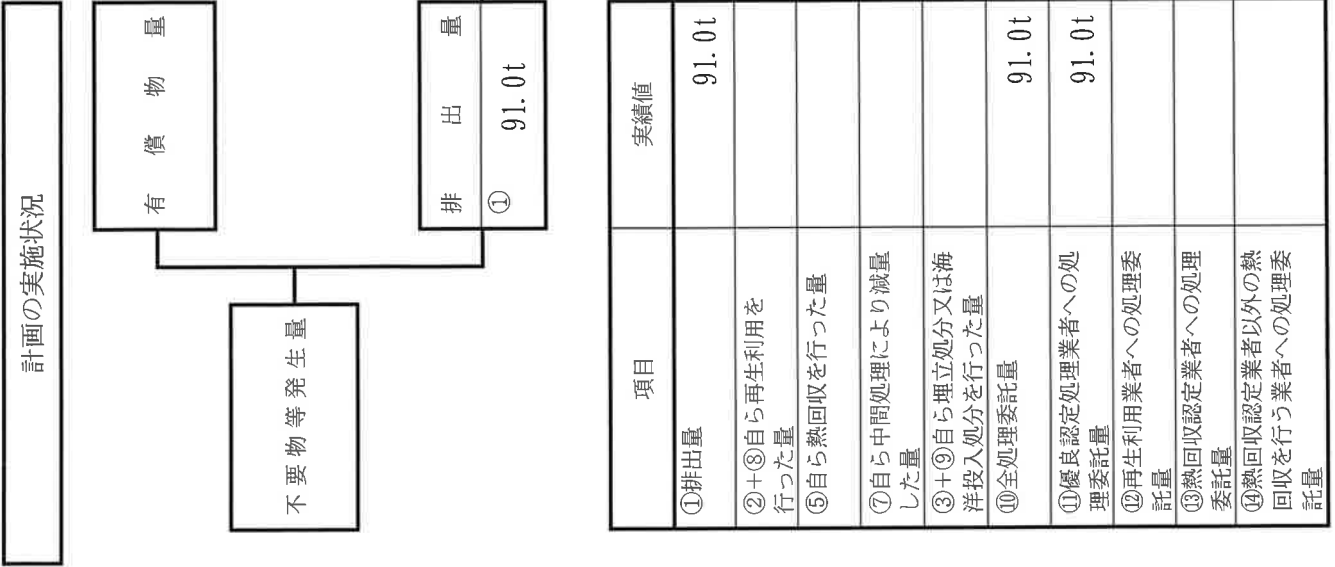 計画の実施状況
有償物量
不要物等発生量
排出量
①
91.0t
項目
実績値
①排出量
91.0t
②+⑧自ら再生利用を
行った量
⑤自ら熱回収を行った量
⑦自ら中間処理により減量
した量
③+⑨自ら埋立処分又は海
洋投入処分を行った量
⑩全処理委託量
91.0t
⑪優良認定処理業者への処
理委託量
91.0t
⑫再生利用業者への処理委
託量
⑬熱回収認定業者への処理
委託量
⑭熱回収認定業者以外の熱
回収を行う業者への処理委
託量